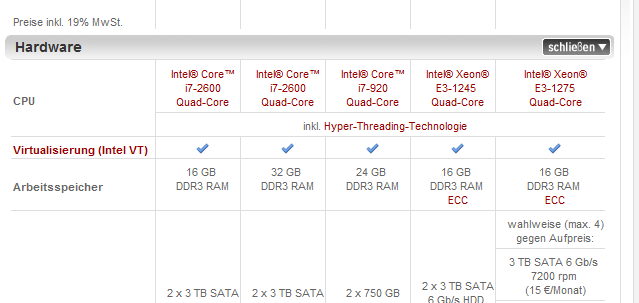 Preise inkl. 19% MwSt.
Hardware
schließen
CPU
Intel® Core™
i7-2600
Quad-Core
Intel® Core™
i7-2600
Quad-Core
Intel® Core™
i7-920
Quad-Core
Intel® Xeon®
E3-1245
Quad-Core
Intel® Xeon®
E3-1275
Quad-Core
inkl. Hyper-Threading-Technologie
Virtualisierung (Intel VT)
Arbeitsspeicher
16 GB
DDR3 RAM
32 GB
DDR3 RAM
24 GB
DDR3 RAM
16 GB
DDR3 RAM
ECC
16 GB
DDR3 RAM
ECC
2 x 3 TB SATA
2 x 3 TB SATA
2 x 750 GB
2 x 3 TB SATA
6 Gb/s HDD
wahlweise (max. 4)
gegen Aufpreis:
3 TB SATA 6 Gb/s
7200 rpm
(15 €/Monat)